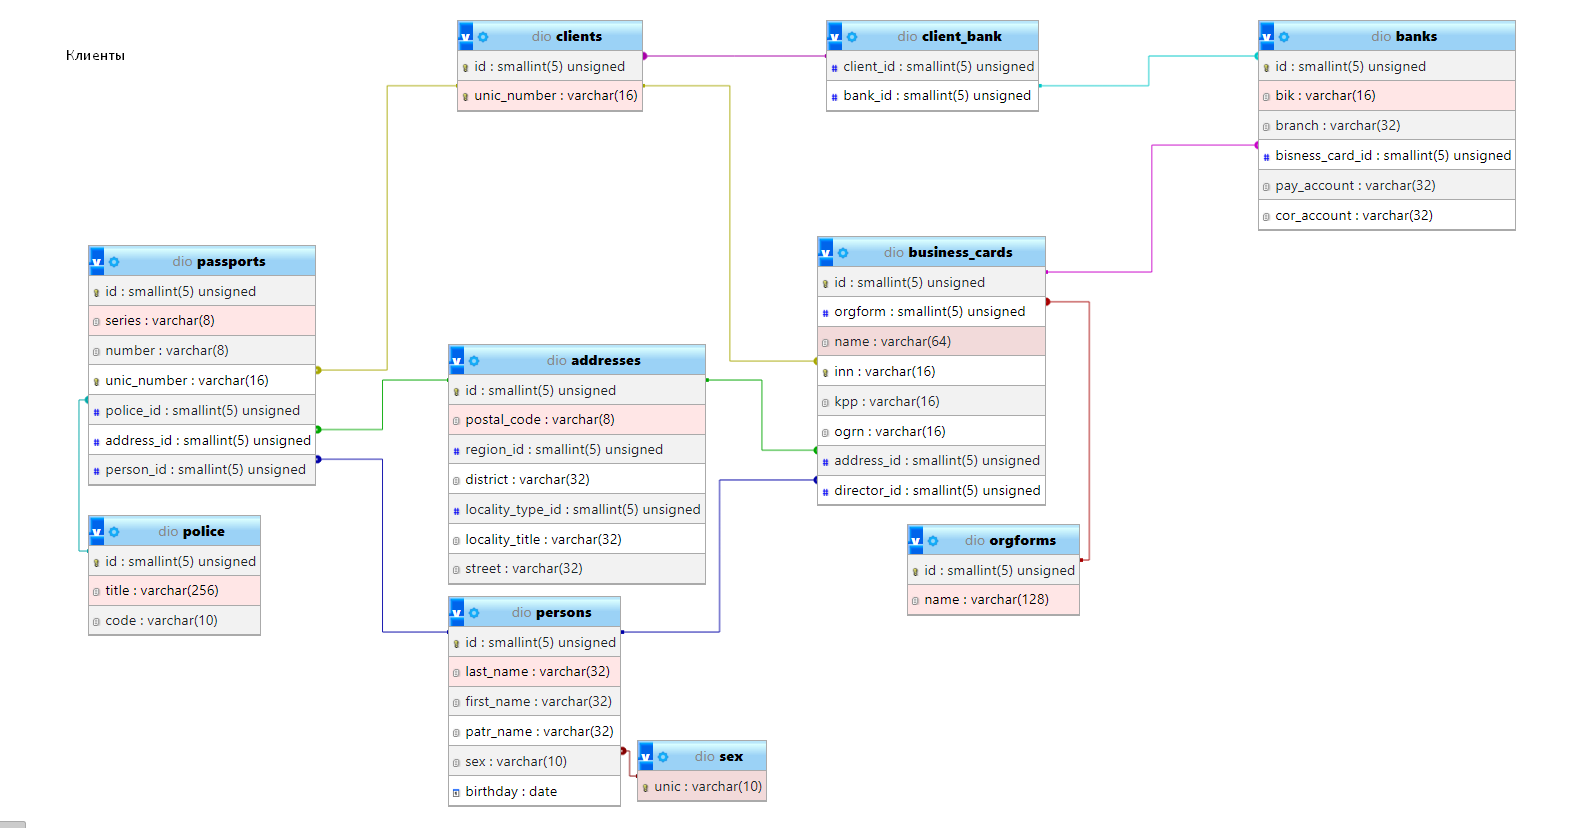 Клиенты
dio clients
id : smallint(5) unsigned
unic_number : varchar(16)
dio client_bank
client_id : smallint(5) unsigned
bank_id : smallint(5) unsigned
dio banks
id : smallint(5) unsigned
bik : varchar(16)
branch : varchar(32)
bisness_card_id : smallint(5) unsigned
pay_account : varchar(32)
cor_account : varchar(32)
dio passports
id : smallint(5) unsigned
series : varchar(8)
number : varchar(8)
unic_number : varchar(16)
police_id : smallint(5) unsigned
address_id : smallint(5) unsigned
person_id : smallint(5) unsigned
dio business_cards
id : smallint(5) unsigned
orgform : smallint(5) unsigned
name : varchar(64)
inn : varchar(16)
kpp : varchar(16)
ogrn : varchar(16)
address_id : smallint(5) unsigned
director_id : smallint(5) unsigned
dio addresses
id : smallint(5) unsigned
postal_code : varchar(8)
region_id : smallint(5) unsigned
district : varchar(32)
locality_type_id : smallint(5) unsigned
locality_title : varchar(32)
street : varchar(32)
dio police
id : smallint(5) unsigned
title : varchar(256)
code : varchar(10)
dio orgforms
id : smallint(5) unsigned
name : varchar(128)
dio persons
id : smallint(5) unsigned
last_name : varchar(32)
first_name : varchar(32)
patr_name : varchar(32)
sex : varchar(10)
birthday : date
dio sex
unic : varchar(10)